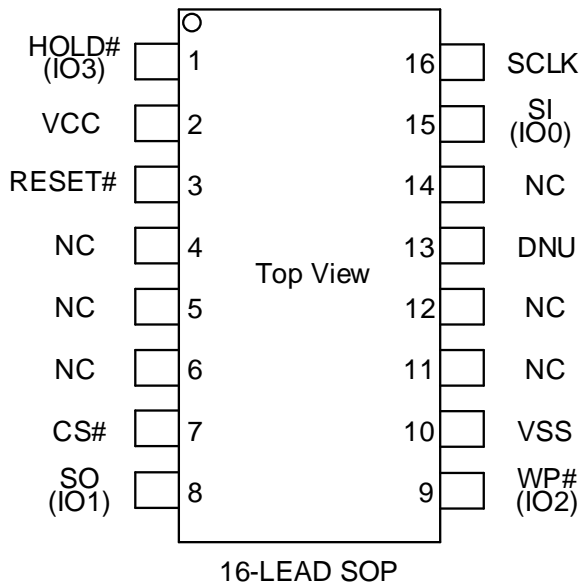 HOLD#
(IO3)
1
16
SCLK
VCC
2
15
SI
(IO0)
RESET#
3
14
NC
NC
4
13
DNU
Top View
NC
5
12
NC
NC
6
11
NC
CS#
7
10
VSS
SO
(IO1)
8
9
WP#
(IO2)
16-LEAD SOP